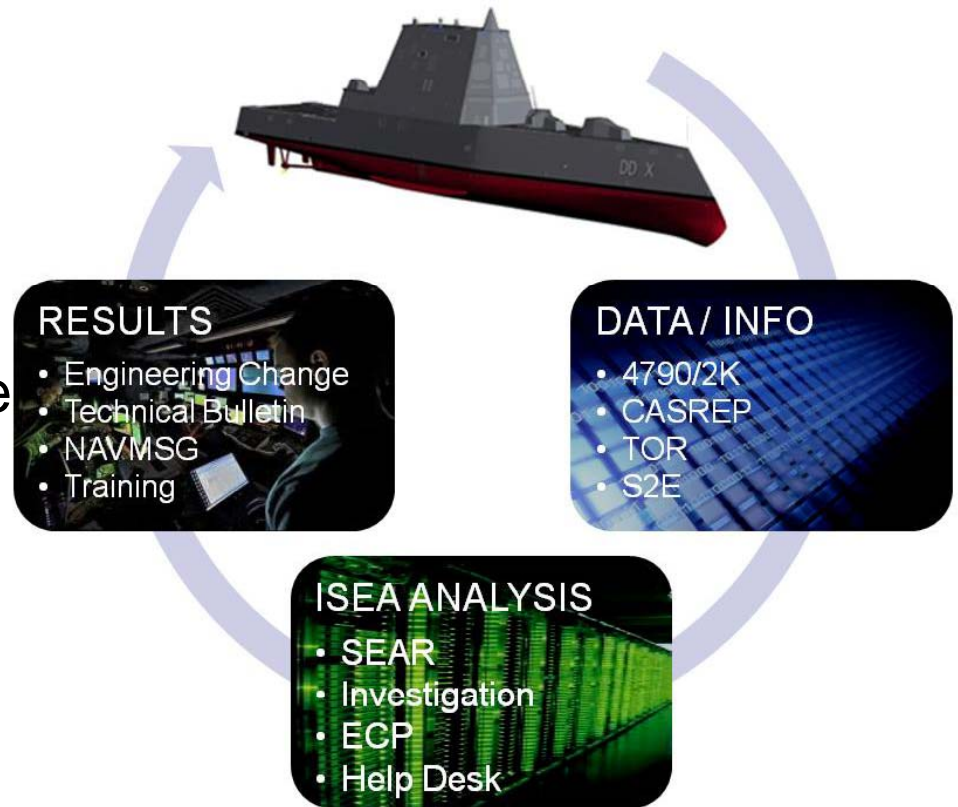 DD X
RESULTS
• Engineering Change
• Technical Bulletin
• NAVMSG
• Training
DATA / INFO
• 4790/2K
• CASREP
• TOR
• S2E
ISEA ANALYSIS
• SEAR
• Investigation
• ECP
• Help Desk
e